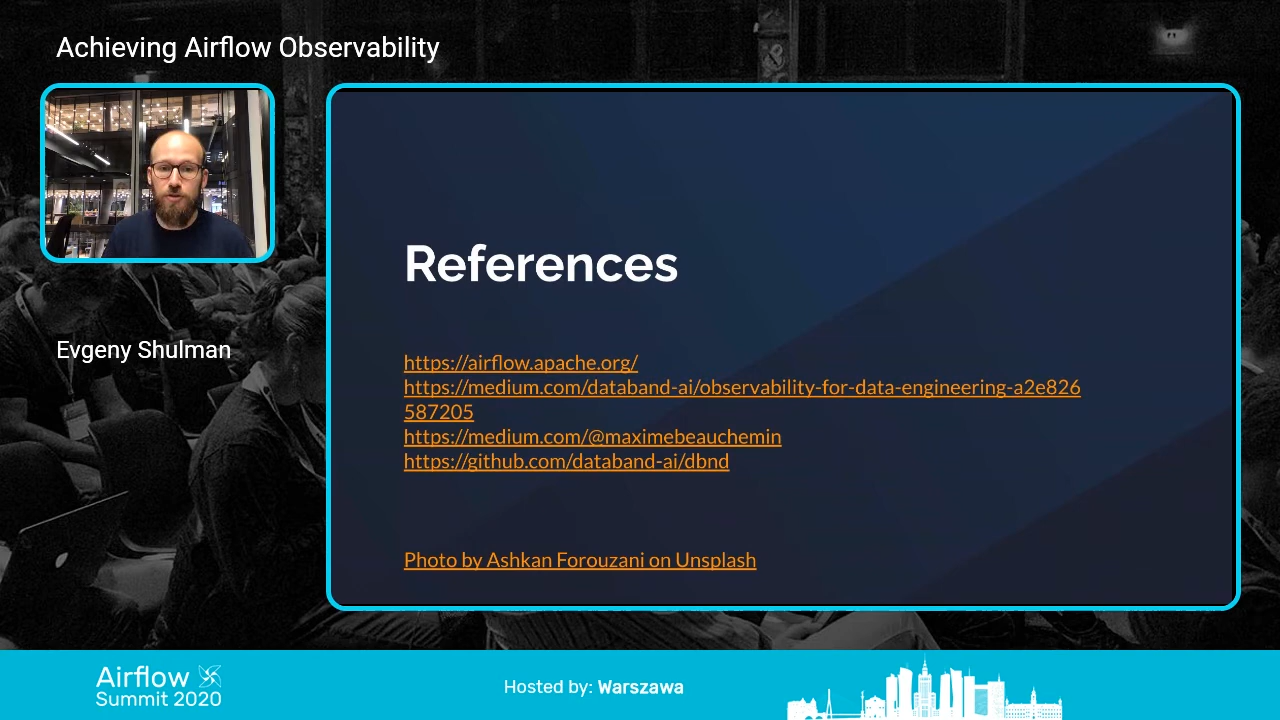 Achieving Airflow Observability
Evgeny Shulman
References
https://airflow.apache.org/
https://medium.com/databand-ai/observability-for-data-engineering-a2e826
587205
https://medium.com/@maximebeauchemin
https://github.com/databand-ai/dbnd
Photo by Ashkan Forouzani on Unsplash
Airflow
Summit 2020
Hosted by: Warszawa